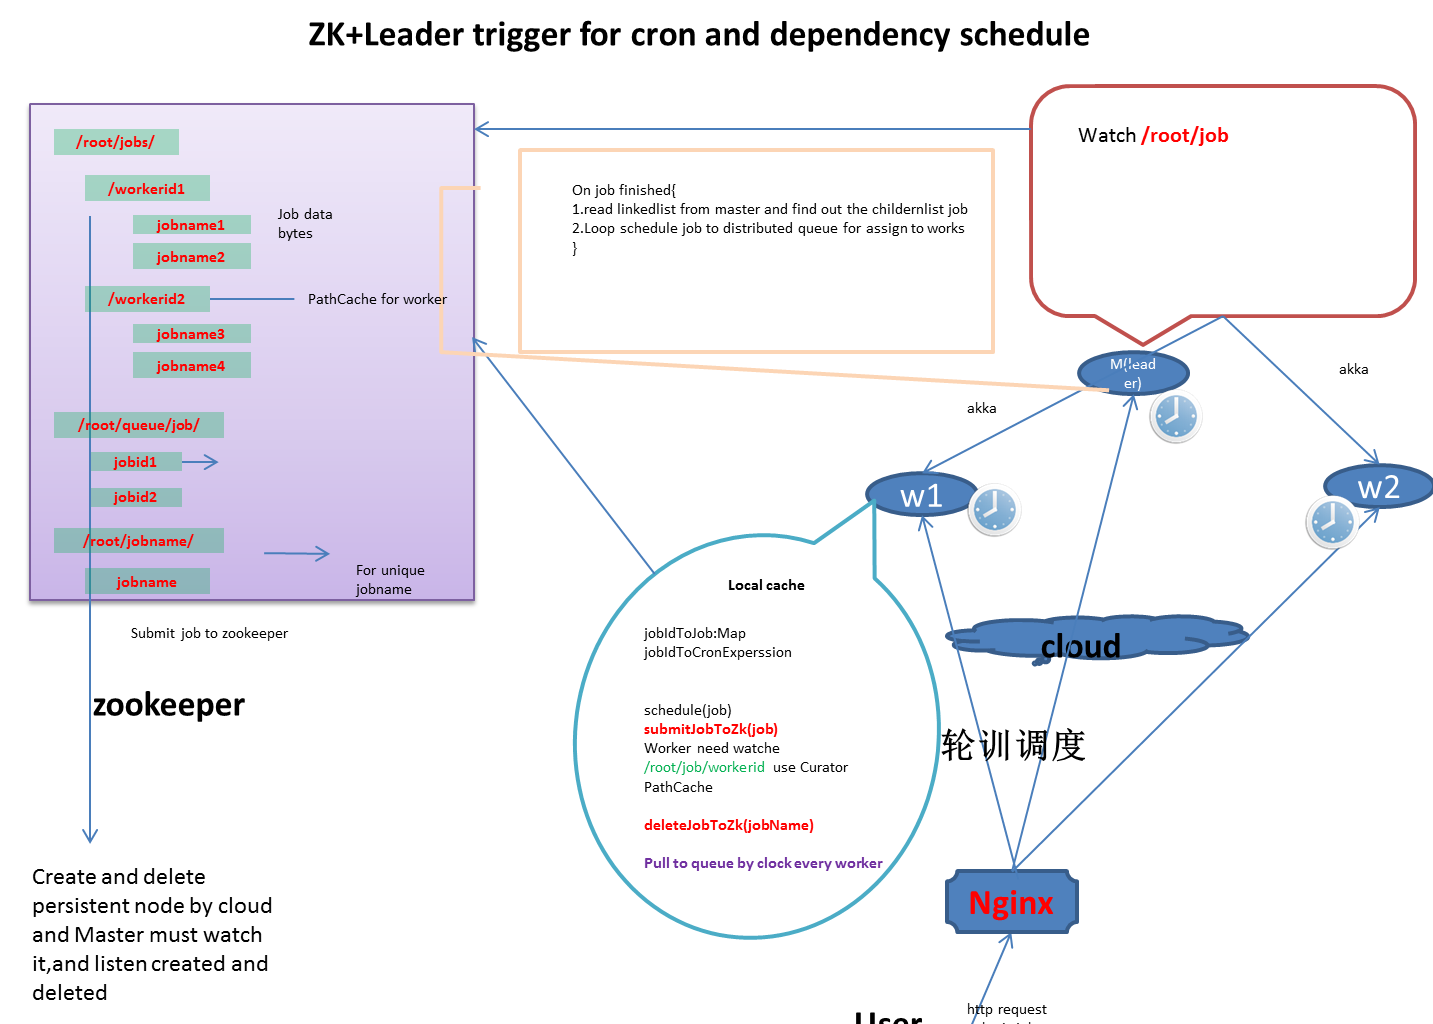 ZK+Leader trigger for cron and dependency schedule
/root/jobs/
/workerid1
jobname1
jobname2
Job data
bytes
/workerid2
PathCache for worker
jobname3
jobname4
/root/queue/job/
jobid1
jobid2
/root/jobname/
jobname
For unique
jobname
Submit job to zookeeper
zookeeper
Create and delete
persistent node by cloud
and Master must watch
it,and listen created and
deleted
On job finished{
1.read linkedlist from master and find out the childernlist job
2.Loop schedule job to distributed queue for assign to works
}
Watch /root/job
M(lead
er)
akka
akka
w1
w2
Local cache
jobIdToJob:Map
jobIdToCronExperssion
schedule(job)
submitJobToZk(job)
Worker need watche
/root/job/workerid use Curator
PathCache
deleteJobToZk(jobName)
Pull to queue by clock every worker
cloud
轮训调度
Nginx
User
http request